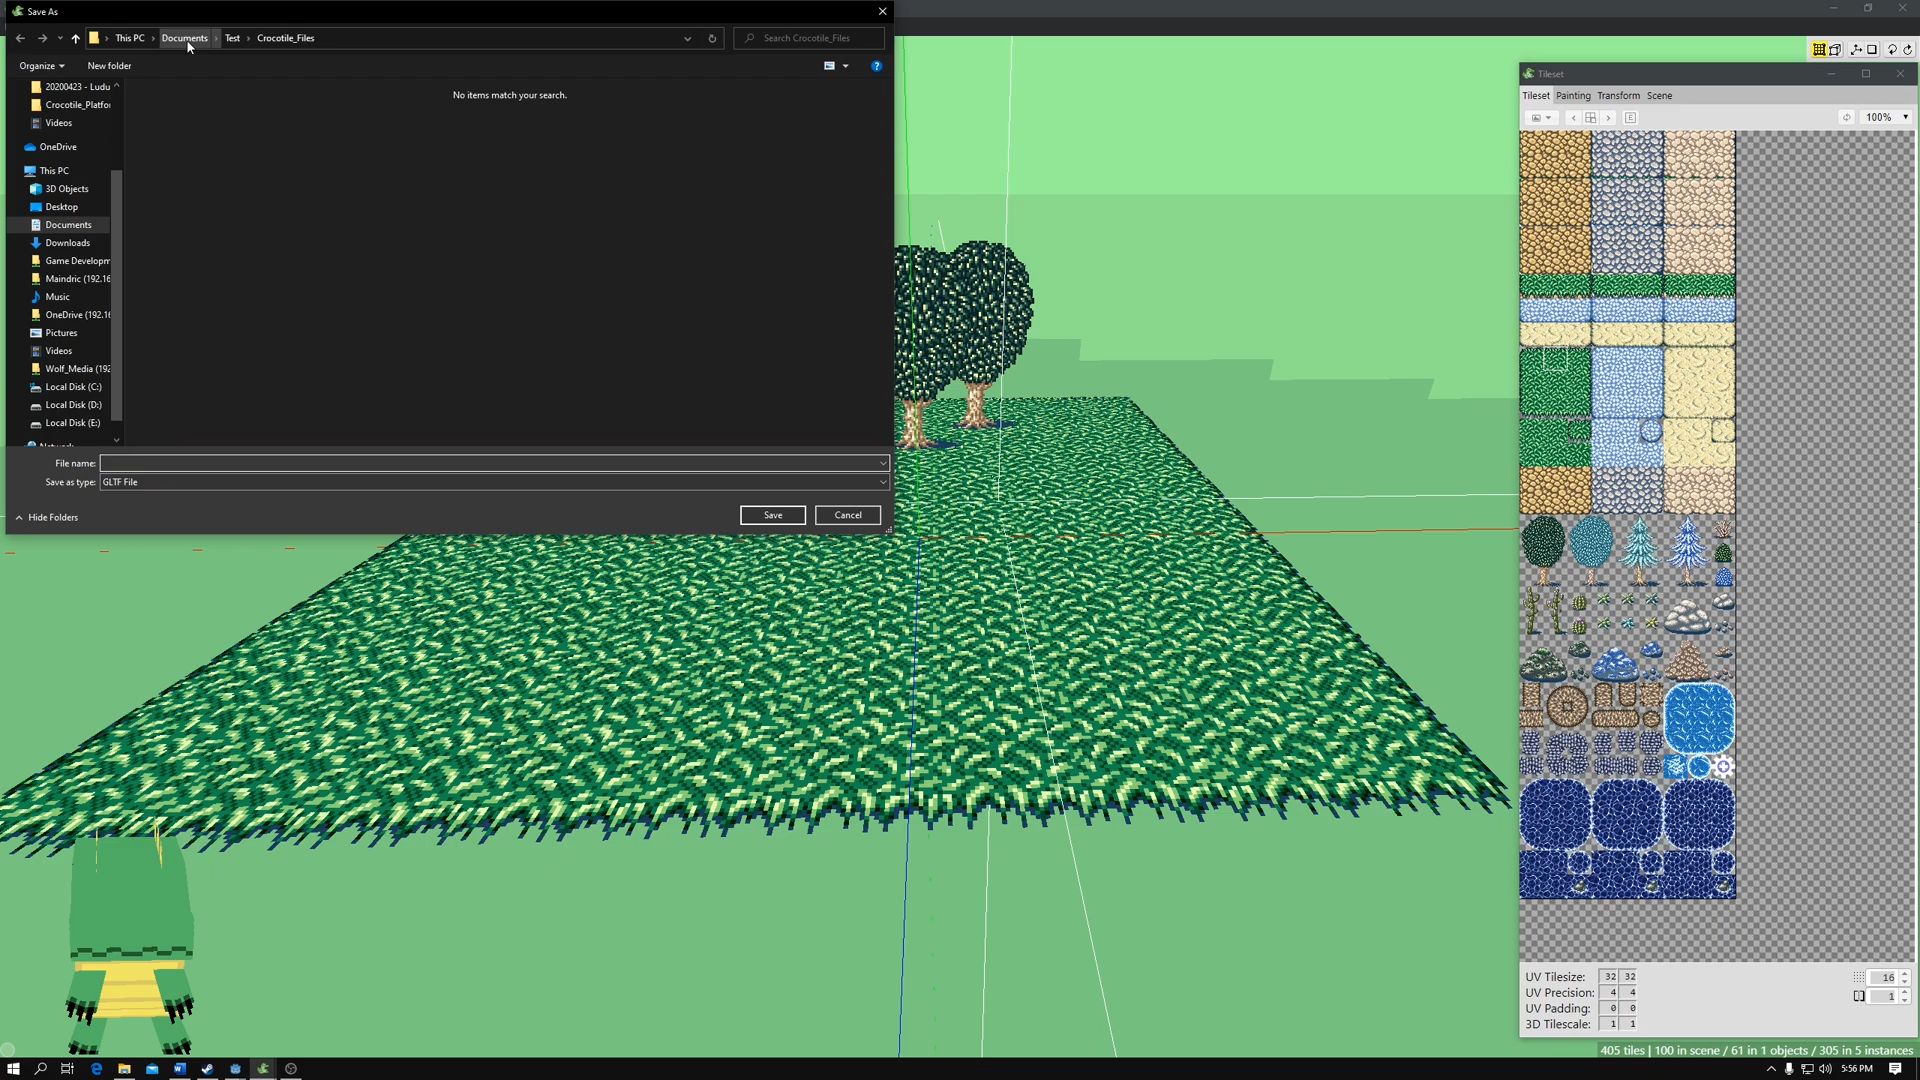 Save As
This PC
Documents
Test
Crocotile_Files
Search Crocotile_Files
Organize
New folder
20200423 - Ludu
Crocotile_Platfo
Videos
OneDrive
This PC
3D Objects
Desktop
Documents
Downloads
Game Developm
Maindric (192.16
Music
OneDrive (192.16
Pictures
Videos
Wolf_Media (192
Local Disk (C:)
Local Disk (D:)
Local Disk (E:)
No items match your search.
File name:
Save as type: GLTF File
Hide Folders
Save
Cancel
Tileset
Tileset Painting Transform Scene
E
100%
UV Tilesize: 32 32
UV Precision: 4 4
UV Padding: 0 0
3D Tilescale: 1 1
16
1
405 tiles | 100 in scene / 61 in 1 objects / 305 in 5 instances
5:56 PM